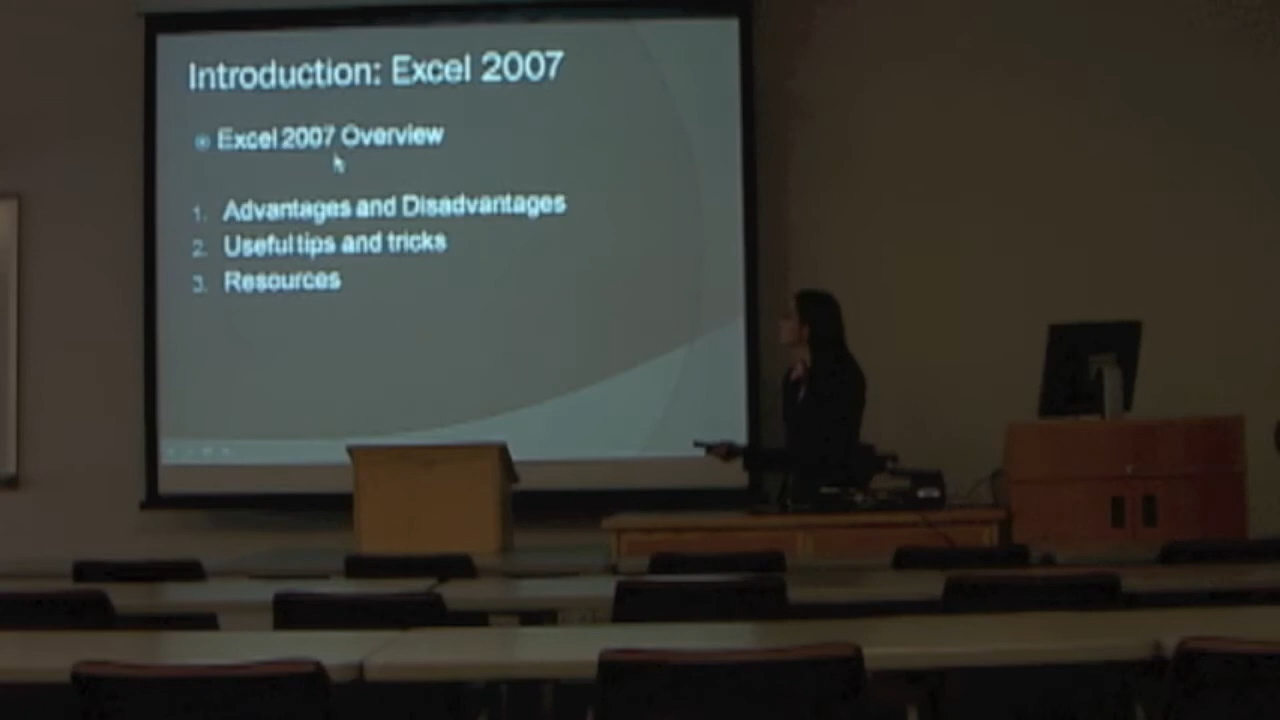 Introduction: Excel 2007
Excel 2007 Overview
1. Advantages and Disadvantages
2. Useful tips and tricks
3. Resources